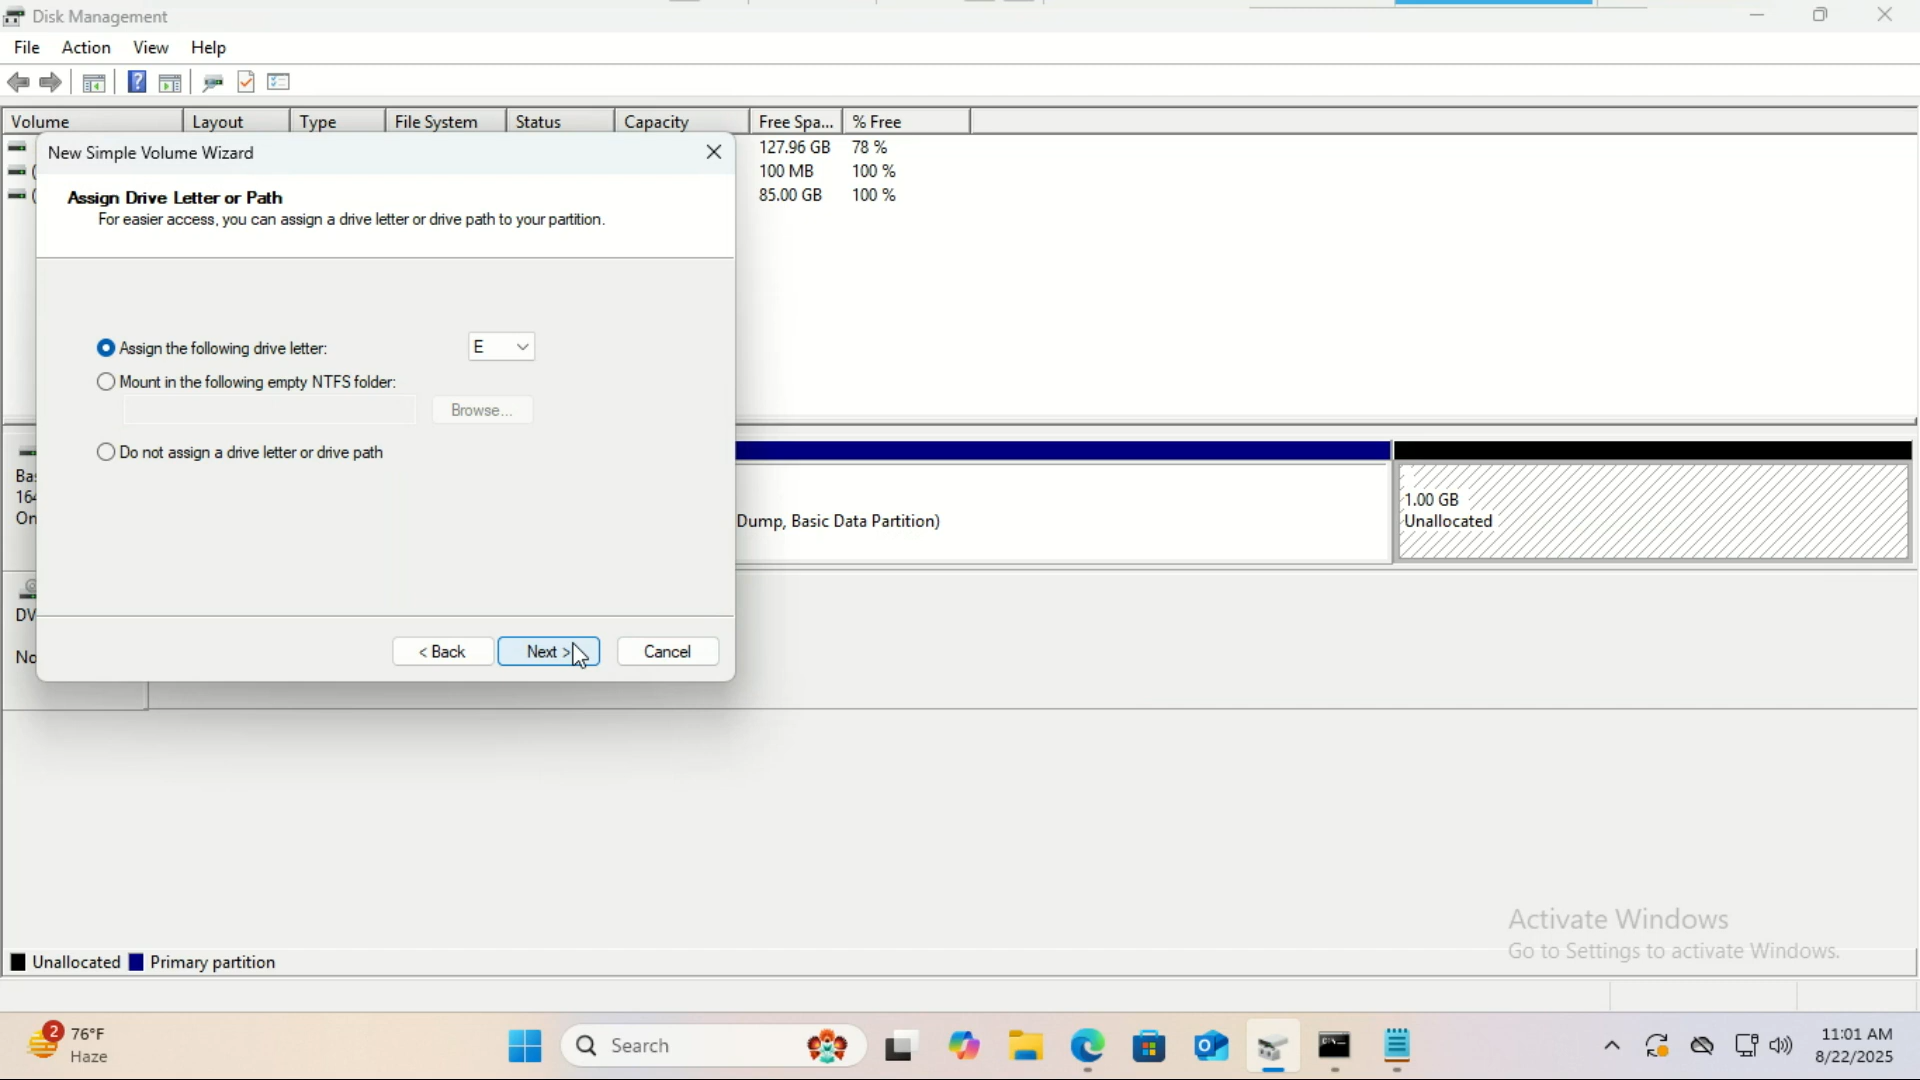 Disk Management
File Action View Help
Volume Layout Type File System Status Capacity Free Spa... % Free
127.96 GB 78 %
100 MB 100 %
85.00 GB 100 %
New Simple Volume Wizard
Assign Drive Letter or Path
For easier access, you can assign a drive letter or drive path to your partition.
Assign the following drive letter: E
Mount in the following empty NTFS folder:
Browse...
Do not assign a drive letter or drive path
< Back Next > Cancel
Dump, Basic Data Partition)
1.00 GB
Unallocated
Unallocated Primary partition
Activate Windows
Go to Settings to activate Windows.
2
76°F
Haze
Search
11:01 AM
8/22/2025